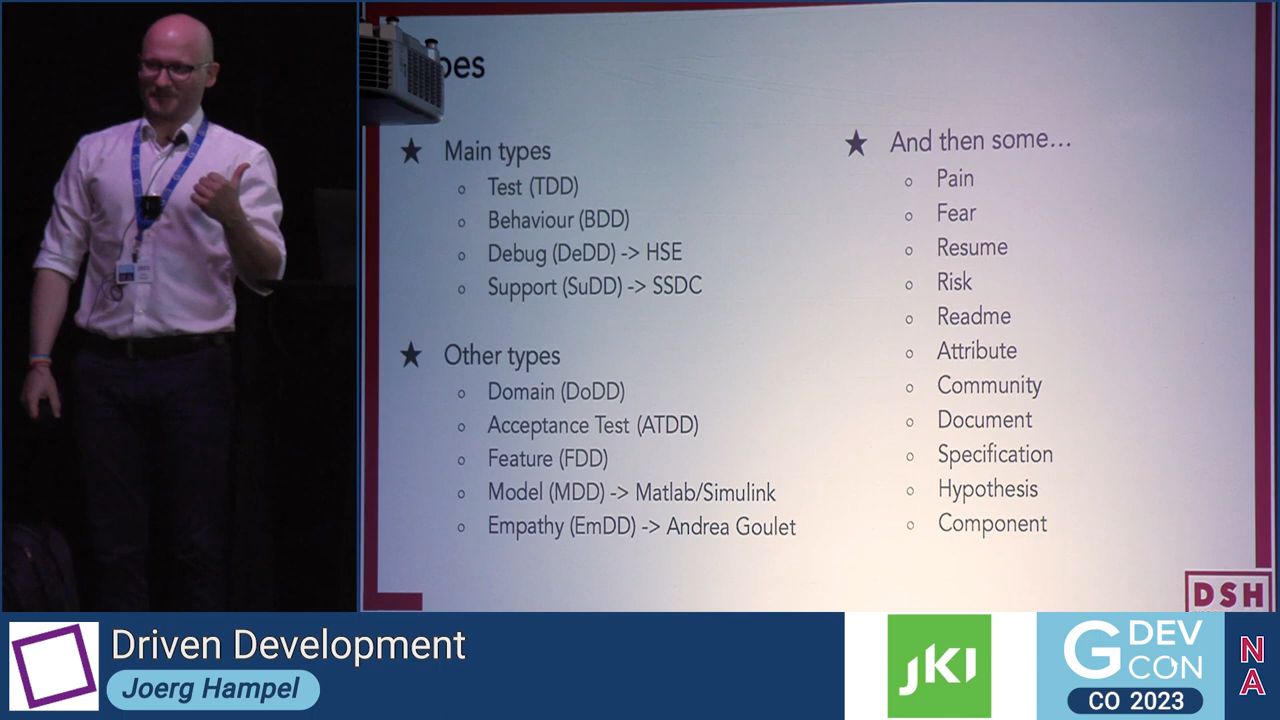 pes
★ Main types
○ Test (TDD)
○ Behaviour (BDD)
○ Debug (DeDD) -> HSE
○ Support (SuDD) -> SSDC
★ Other types
○ Domain (DoDD)
○ Acceptance Test (ATDD)
○ Feature (FDD)
○ Model (MDD) -> Matlab/Simulink
○ Empathy (EmDD) -> Andrea Goulet
★ And then some...
○ Pain
○ Fear
○ Resume
○ Risk
○ Readme
○ Attribute
○ Community
○ Document
○ Specification
○ Hypothesis
○ Component
DSH
Driven Development
Joerg Hampel
JKI
G DEV CON
CO 2023
NA